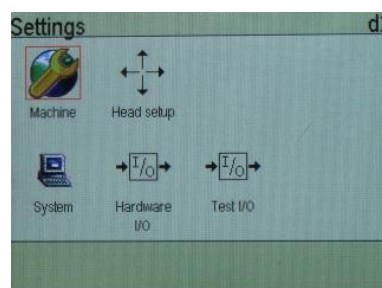 Settings
Machine
Head setup
System
Hardware
I/O
Test I/O
I/O
I/O